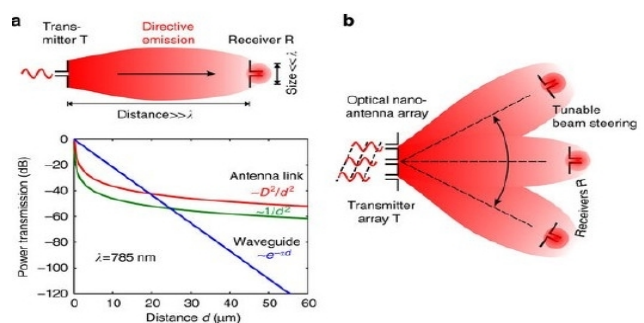 a
Trans-
mitter T
Directive
emission
Receiver R
Size<<λ
Distance>>λ
Power transmission (dB)
0
−20
−40
−60
−80
−100
−120
Antenna link
~D²/d²
~1/d²
Waveguide
λ=785 nm
0
10
20
30
40
50
60
Distance d (μm)
b
Optical nano-
antenna array
Transmitter
array T
Tunable
beam steering
Receivers R